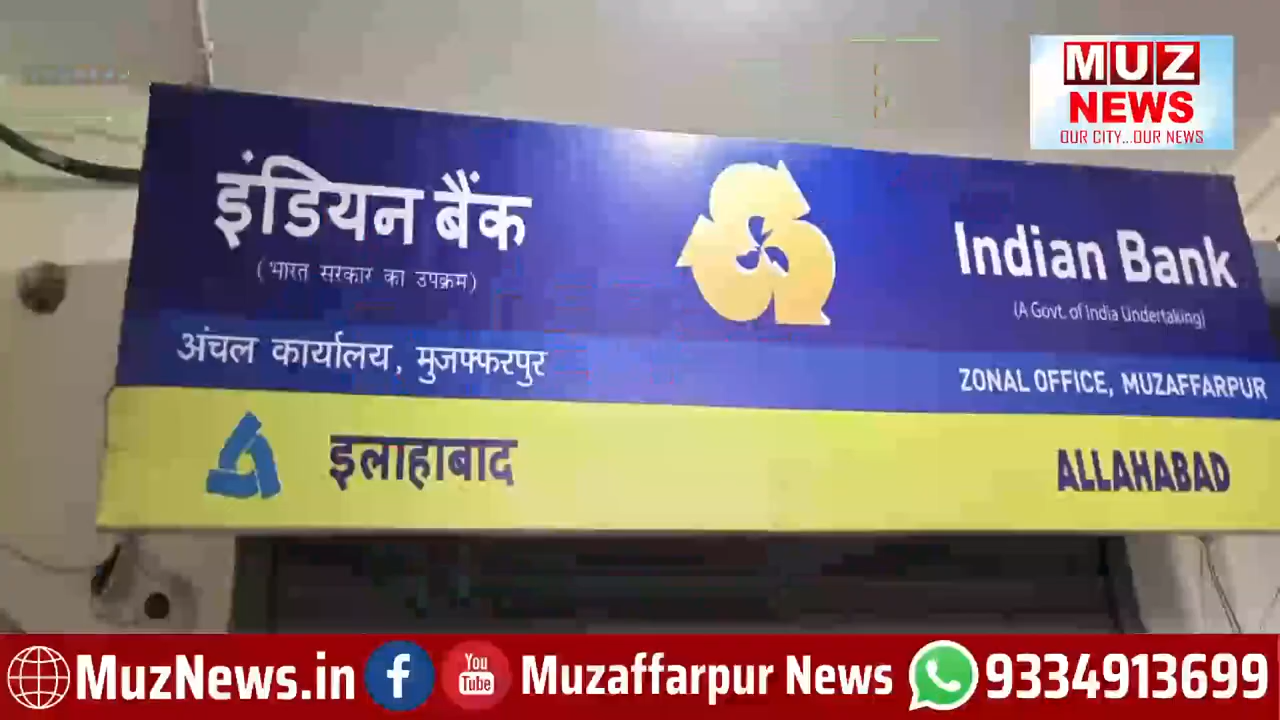 MUZ
NEWS
OUR CITY...OUR NEWS
इंडियन बैंक
(भारत सरकार का उपक्रम)
अंचल कार्यालय, मुजफ्फरपुर
Indian Bank
(A Govt. of India Undertaking)
ZONAL OFFICE, MUZAFFARPUR
इलाहाबाद
ALLAHABAD
MuzNews.in f You Tube Muzaffarpur News 9334913699